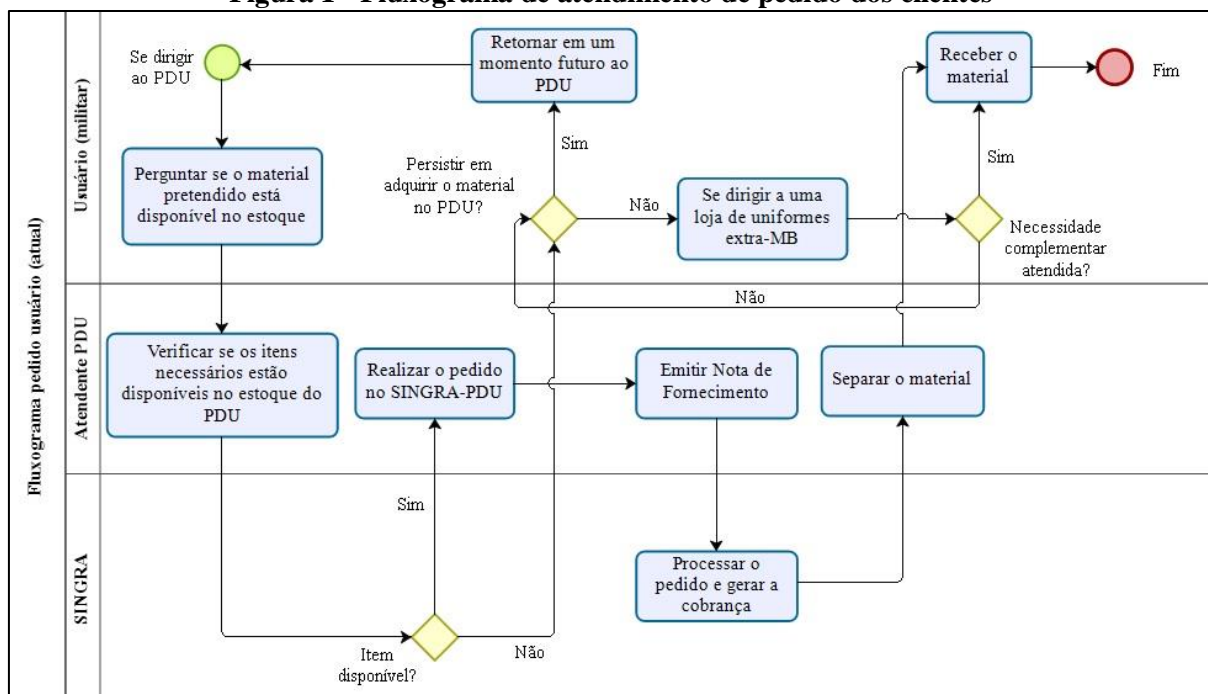 Figura 1 - Fluxograma de atendimento de pedido dos clientes
Fluxograma pedido usuário (atual)
Usuário (militar)
Se dirigir
ao PDU
Retornar em um
momento futuro ao
PDU
Receber o
material
Fim
Perguntar se o material
pretendido está
disponível no estoque
Persistir em
adquirir o material
no PDU?
Sim
Não
Se dirigir a uma
loja de uniformes
extra-MB
Sim
Necessidade
complementar
atendida?
Não
Atendente PDU
Verificar se os itens
necessários estão
disponíveis no estoque do
PDU
Realizar o pedido
no SINGRA-PDU
Emitir Nota de
Fornecimento
Separar o material
SINGRA
Sim
Item
disponível?
Não
Processar o
pedido e gerar a
cobrança